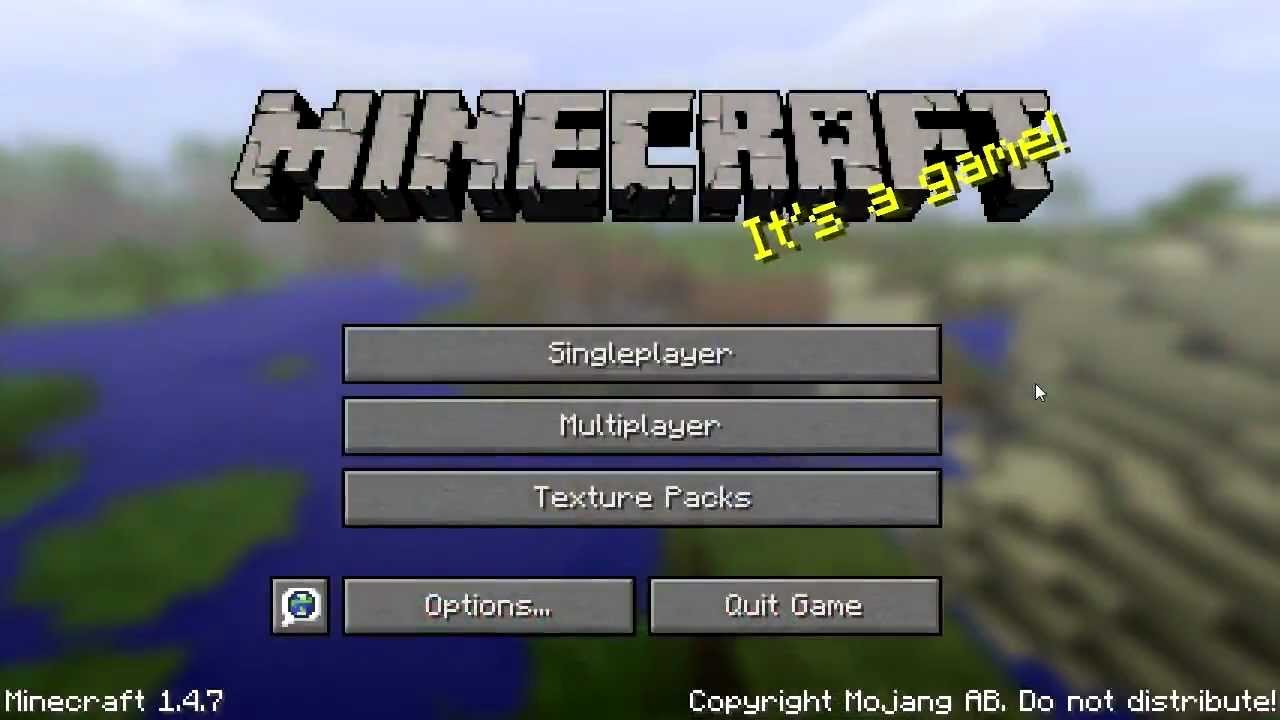 MINECRAFT
It's a game!
Singleplayer
Multiplayer
Texture Packs
Options...
Quit Game
Minecraft 1.4.7
Copyright Mojang AB. Do not distribute!